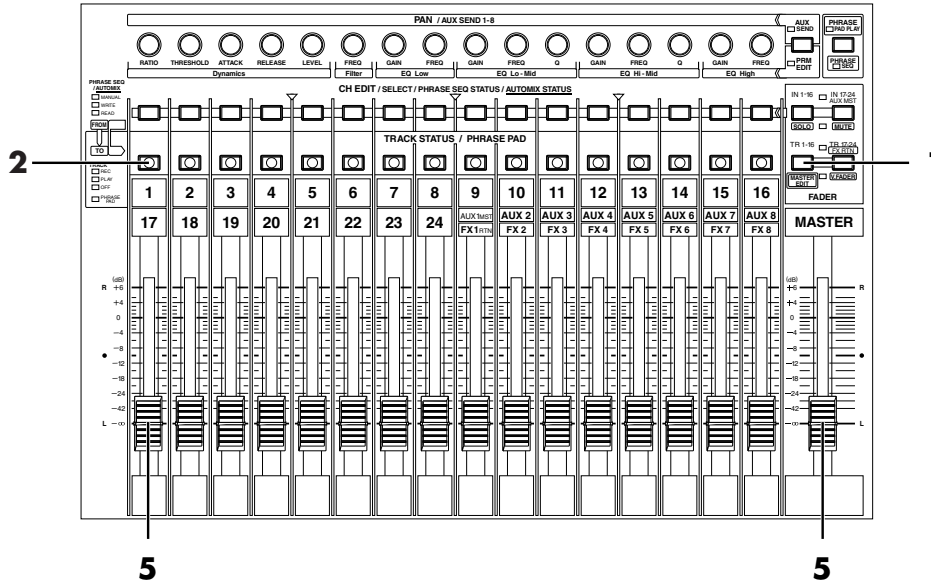 PAN / AUX SEND 1-8
AUX SEND
PHRASE
PAD PLAY
RATIO THRESHOLD ATTACK RELEASE LEVEL FREQ GAIN FREQ GAIN FREQ Q GAIN FREQ Q GAIN FREQ
PRM EDIT
PHRASE SEQ
Dynamics Filter EQ Low EQ Lo - Mid EQ Hi - Mid EQ High
PHRASE SEQ
/AUTOMIX
CH EDIT / SELECT / PHRASE SEQ STATUS / AUTOMIX STATUS
MANUAL
WRITE
READ
IN 1-16 IN 17-24
AUX MST
FROM
SOLO MUTE
TO
TRACK STATUS / PHRASE PAD
TR 1-16 TR 17-24
FX RTN
2
TRACK
REC
PLAY
OFF
PHRASE PAD
MASTER EDIT V.FADER
FADER
1 2 3 4 5 6 7 8 9 10 11 12 13 14 15 16
17 18 19 20 21 22 23 24 AUX1MST AUX 2 AUX 3 AUX 4 AUX 5 AUX 6 AUX 7 AUX 8 MASTER
FX1RTN FX 2 FX 3 FX 4 FX 5 FX 6 FX 7 FX 8
(dB) (dB)
R +6 +6 R
+4 +4
0 0
−4 −4
−8 −8
−12 −12
−18 −18
−24 −24
−42 −42
L −∞ −∞ L
5 5